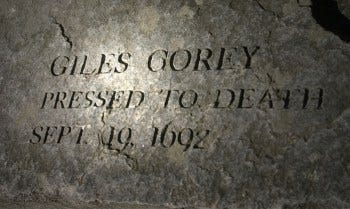 GILES COREY
PRESSED TO DEATH
SEPT. 19, 1692